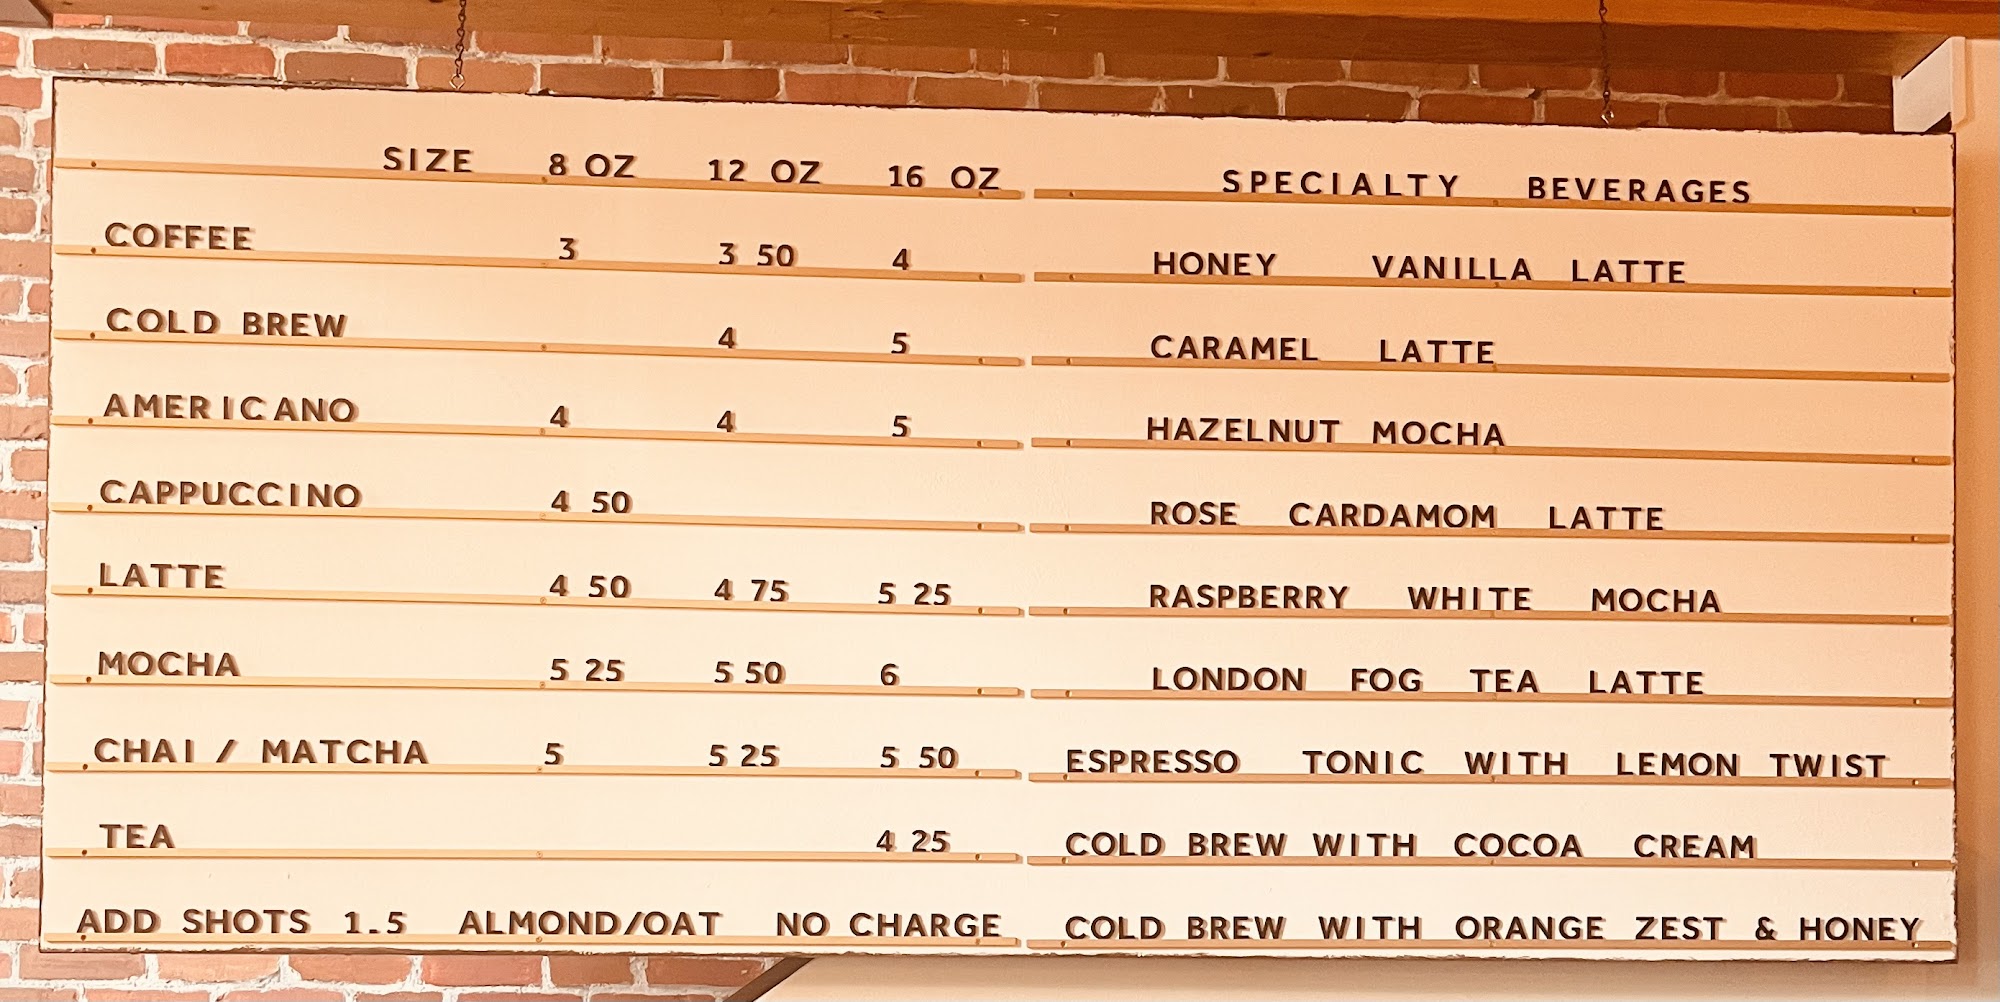 SIZE 8 OZ 12 OZ 16 OZ
COFFEE 3 3 50 4
COLD BREW 4 5
AMERICANO 4 4 5
CAPPUCCINO 4 50
LATTE 4 50 4 75 5 25
MOCHA 5 25 5 50 6
CHAI / MATCHA 5 5 25 5 50
TEA 4 25
ADD SHOTS 1.5 ALMOND/OAT NO CHARGE
SPECIALTY BEVERAGES
HONEY VANILLA LATTE
CARAMEL LATTE
HAZELNUT MOCHA
ROSE CARDAMOM LATTE
RASPBERRY WHITE MOCHA
LONDON FOG TEA LATTE
ESPRESSO TONIC WITH LEMON TWIST
COLD BREW WITH COCOA CREAM
COLD BREW WITH ORANGE ZEST & HONEY